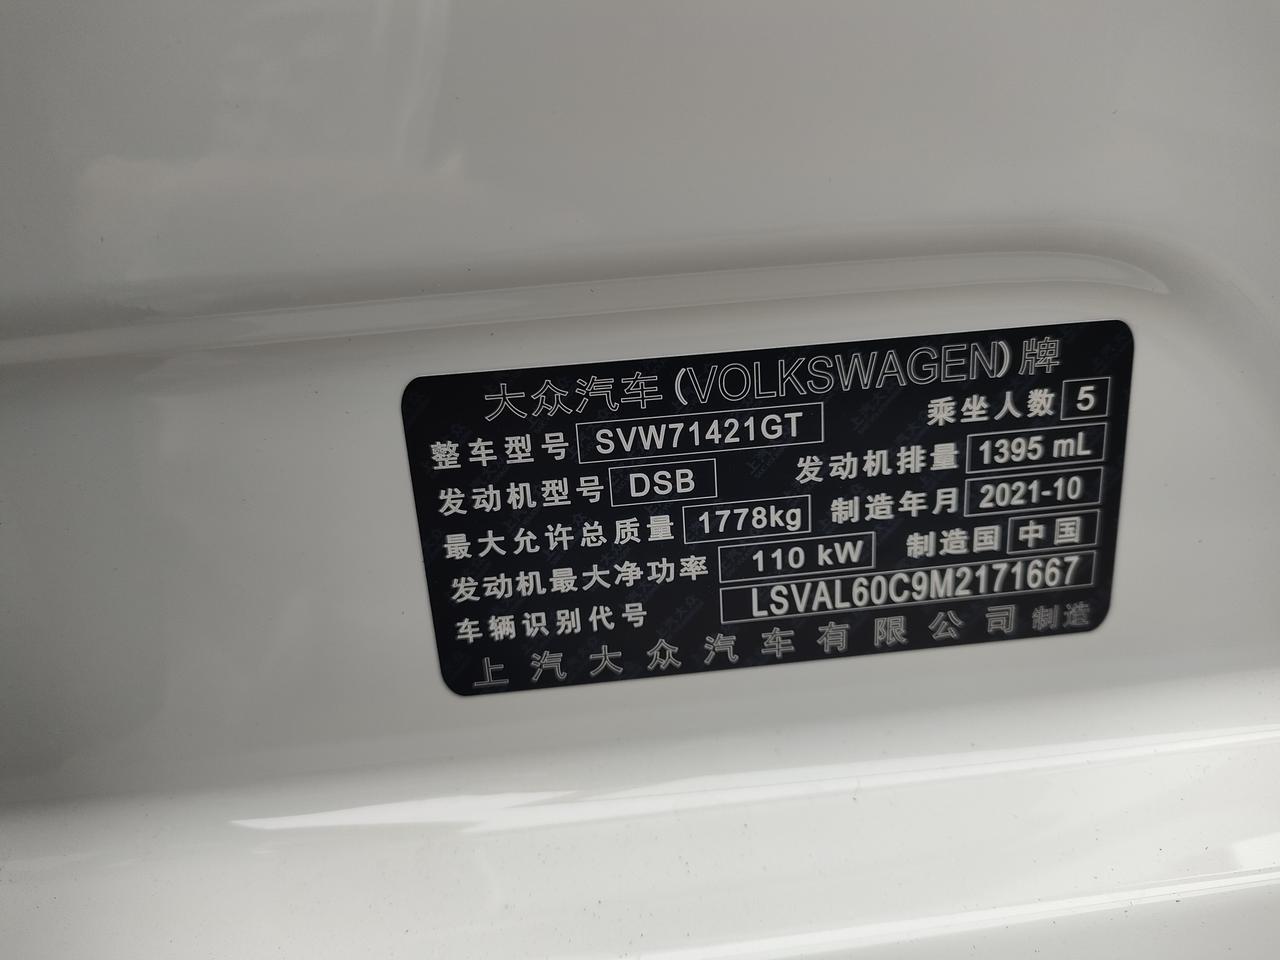 大众汽车(VOLKSWAGEN)牌
整车型号 SVW71421GT 乘坐人数 5
发动机型号 DSB 发动机排量 1395 mL
最大允许总质量 1778kg 制造年月 2021-10
发动机最大净功率 110 kW 制造国 中国
车辆识别代号 LSVAL60C9M2171667
上汽大众汽车有限公司 制造